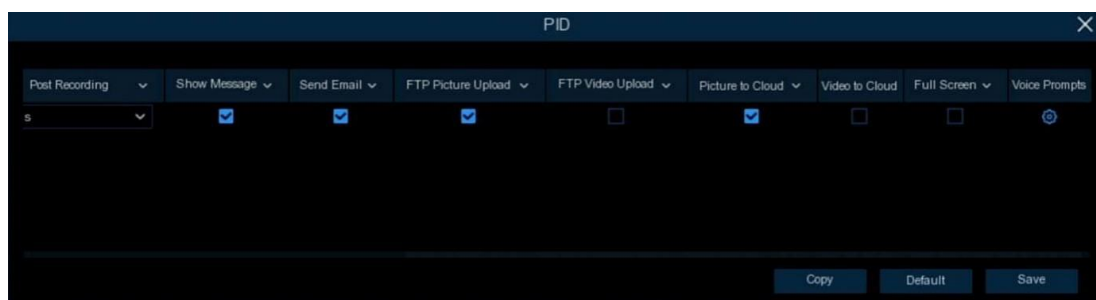 PID
Post Recording Show Message Send Email FTP Picture Upload FTP Video Upload Picture to Cloud Video to Cloud Full Screen Voice Prompts
s
Copy Default Save